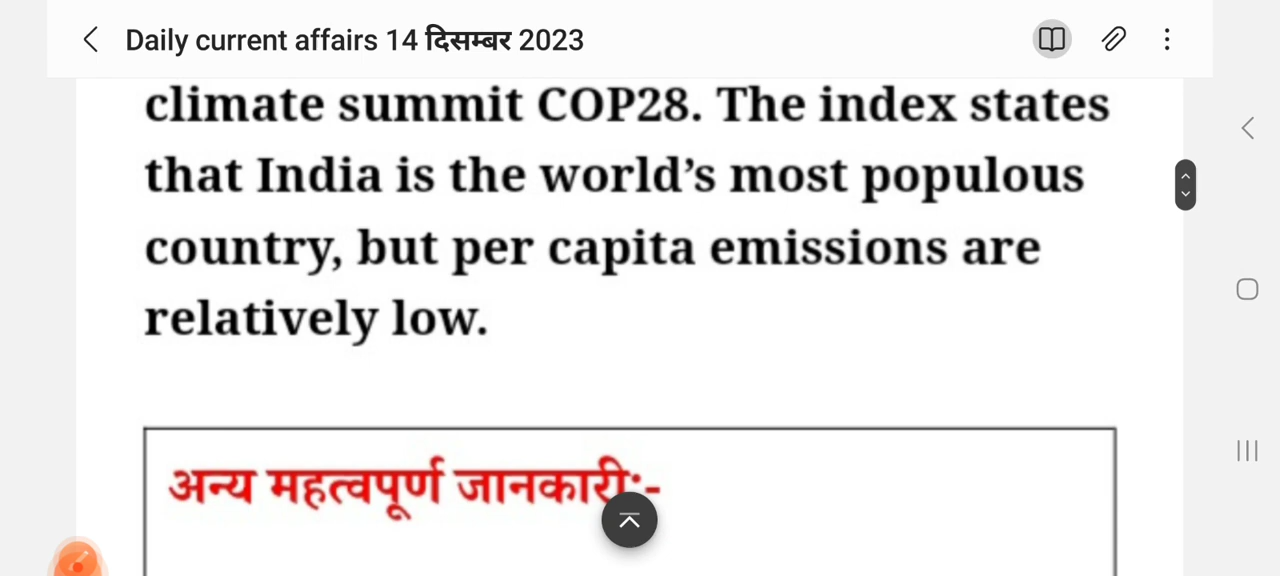 Daily current affairs 14 दिसम्बर 2023
climate summit COP28. The index states
that India is the world’s most populous
country, but per capita emissions are
relatively low.
अन्य महत्वपूर्ण जानकारी:-